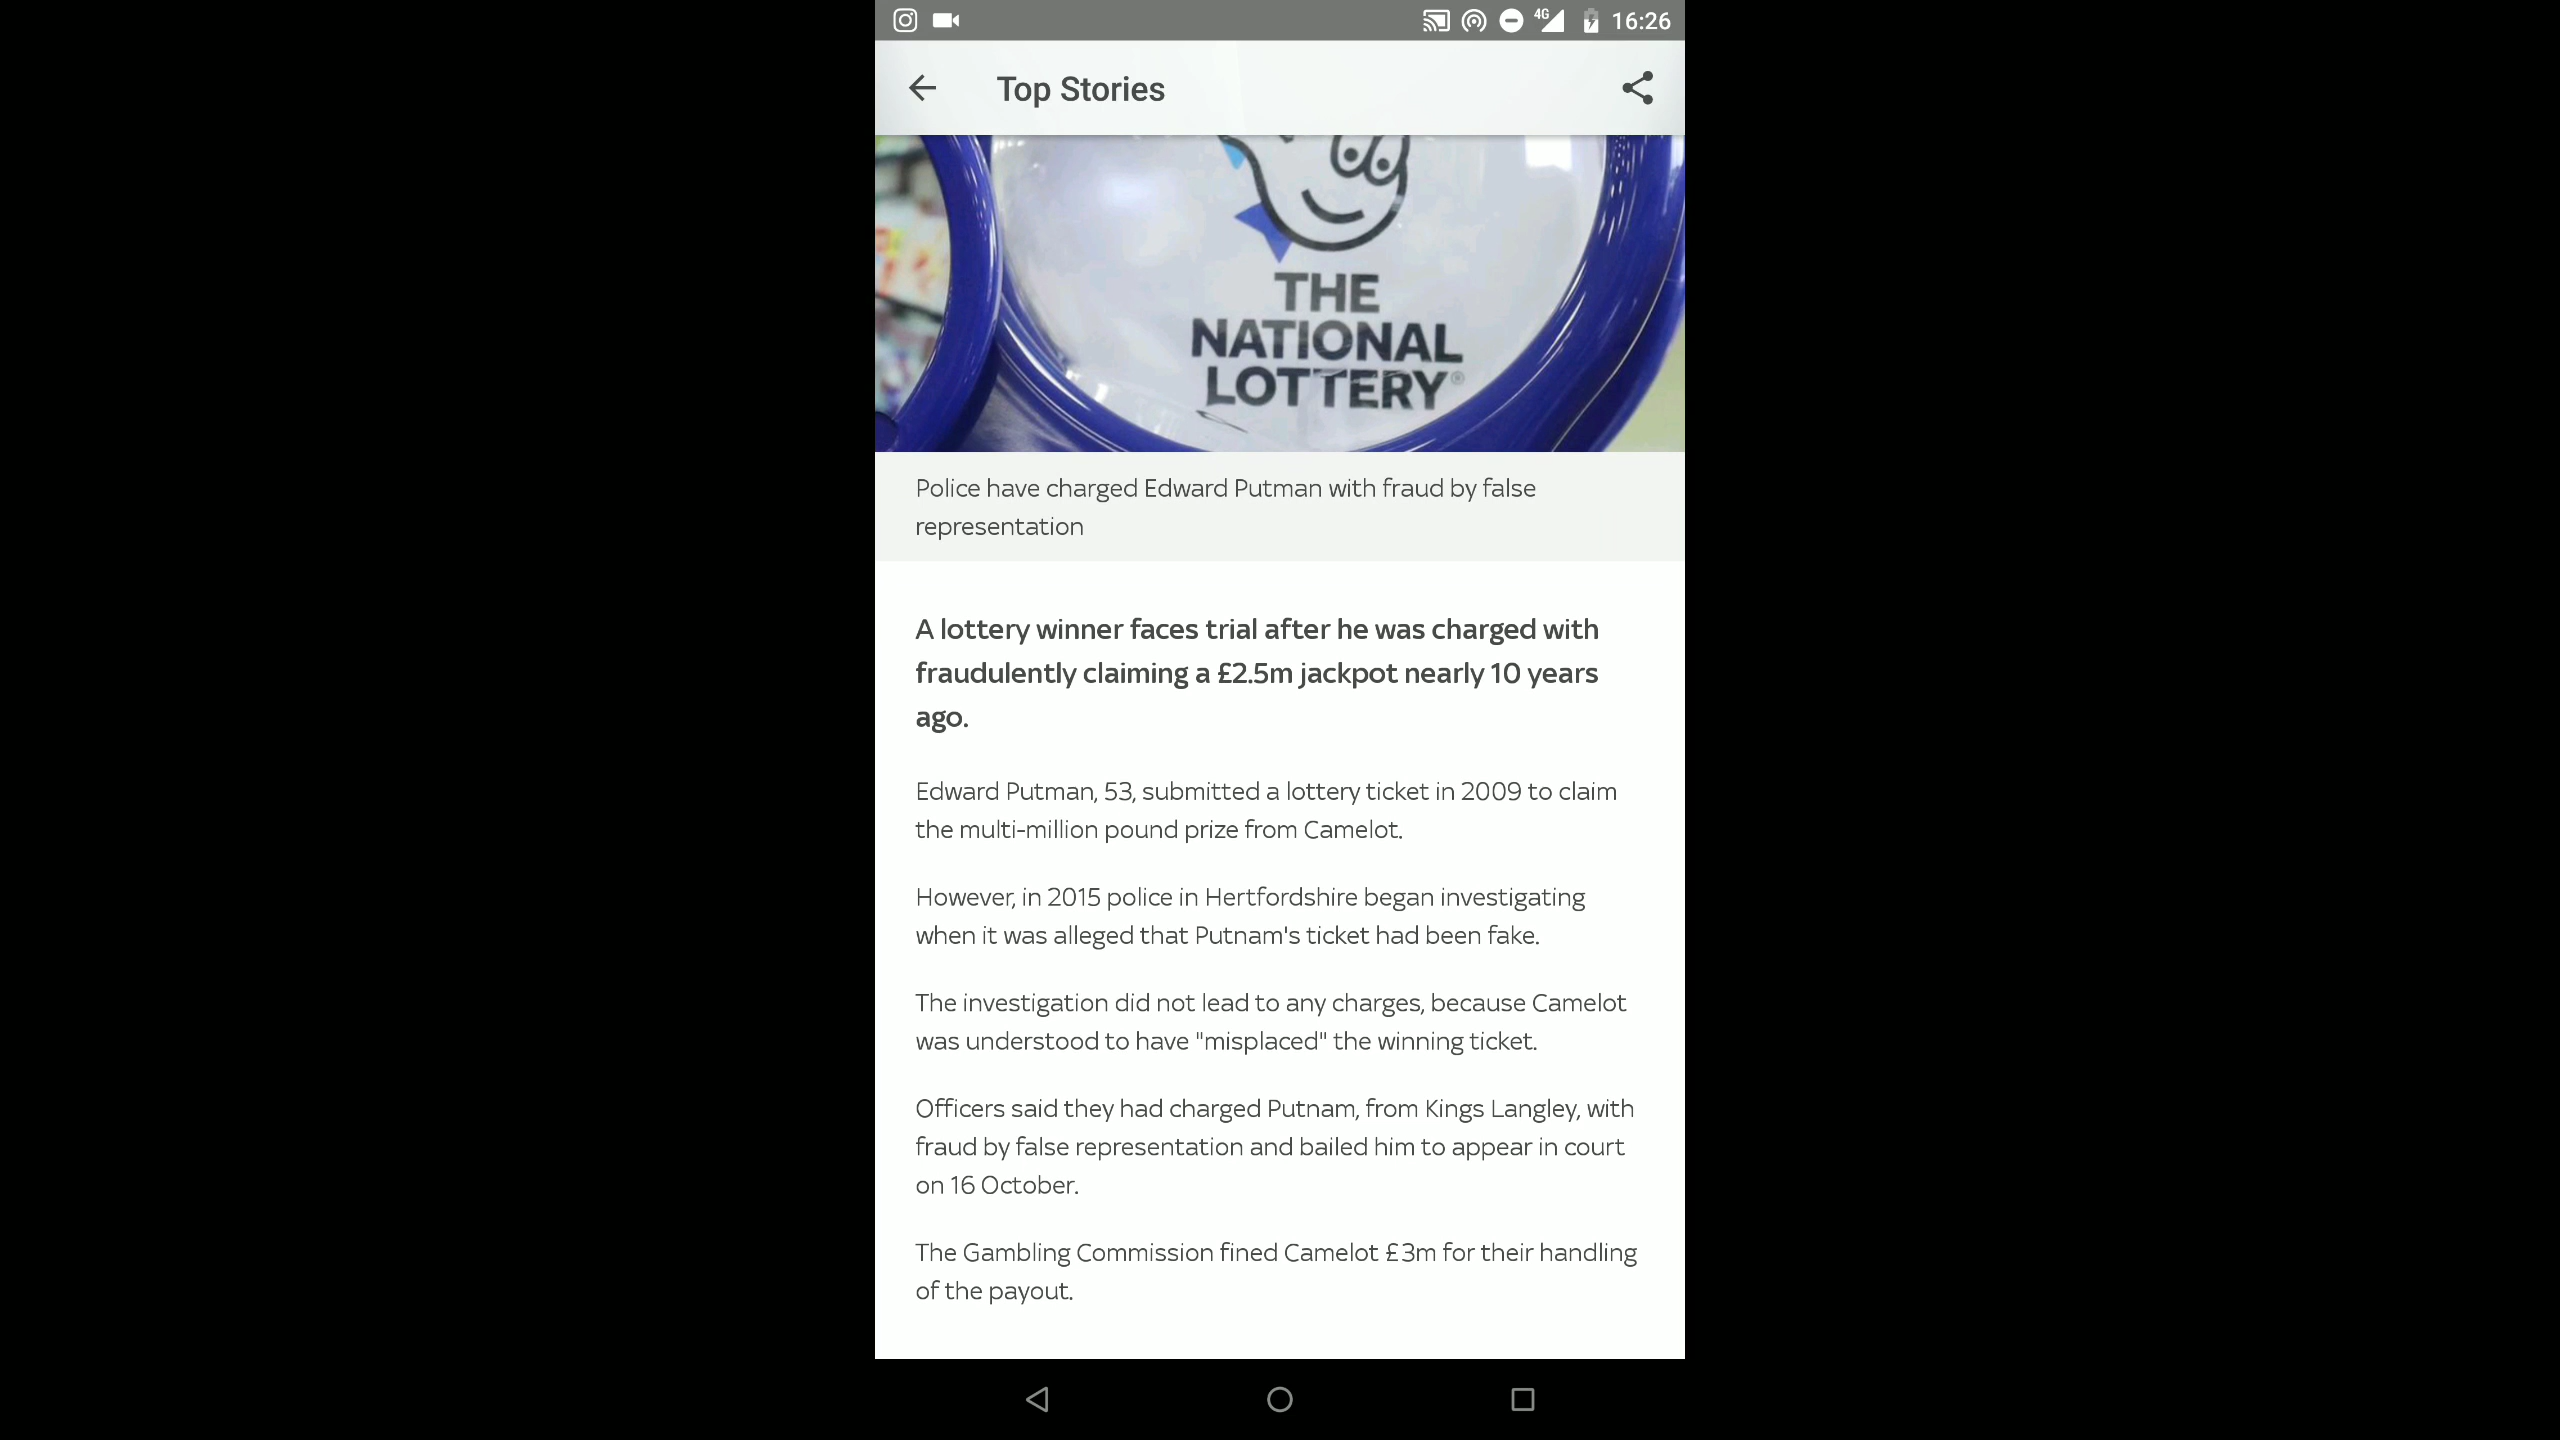 4G 16:26
Top Stories
THE
NATIONAL
LOTTERY®
Police have charged Edward Putman with fraud by false
representation
A lottery winner faces trial after he was charged with
fraudulently claiming a £2.5m jackpot nearly 10 years
ago.
Edward Putman, 53, submitted a lottery ticket in 2009 to claim
the multi-million pound prize from Camelot.
However, in 2015 police in Hertfordshire began investigating
when it was alleged that Putnam's ticket had been fake.
The investigation did not lead to any charges, because Camelot
was understood to have "misplaced" the winning ticket.
Officers said they had charged Putnam, from Kings Langley, with
fraud by false representation and bailed him to appear in court
on 16 October.
The Gambling Commission fined Camelot £3m for their handling
of the payout.